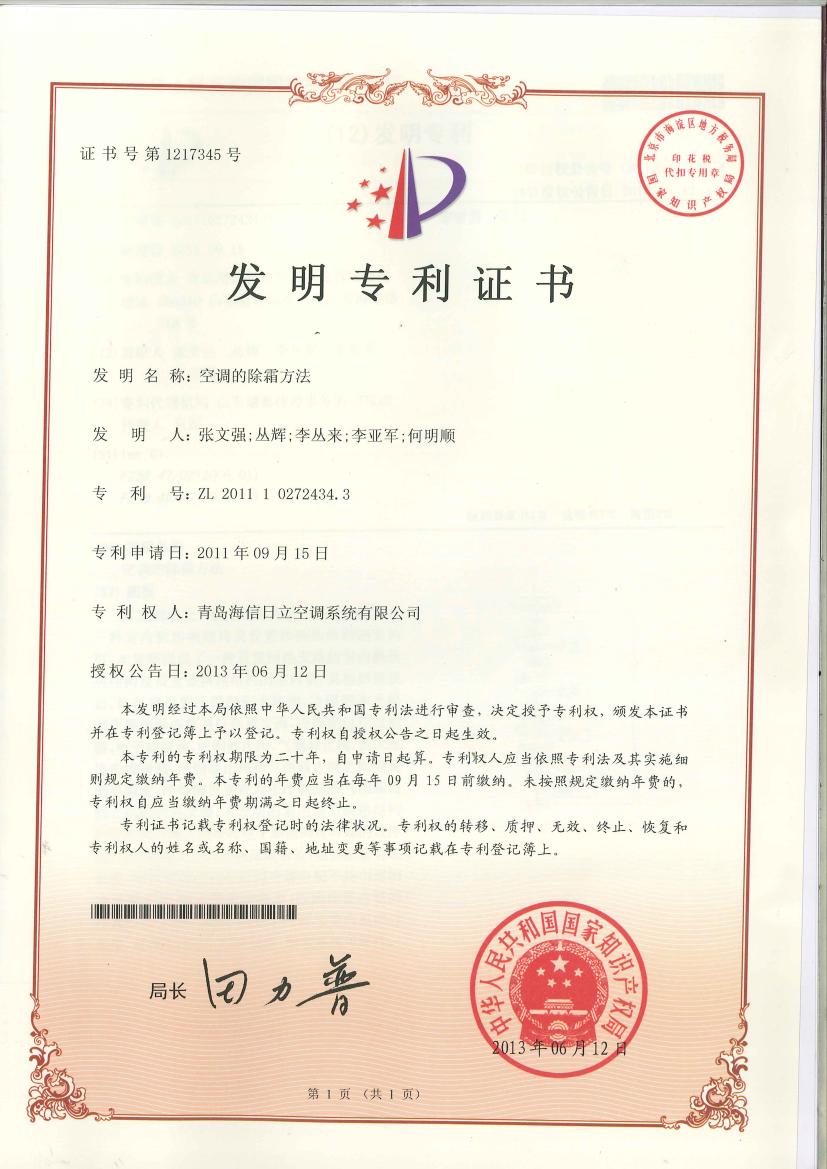 证书号第1217345号
北京市海淀区地方税务局
印花税
代扣专用章
国家知识产权局
发明专利证书
发明名称：空调的除霜方法
发明人：张文强;丛辉;李丛来;李亚军;何明顺
专利号：ZL 2011 1 0272434.3
专利申请日：2011年09月15日
专利权人：青岛海信日立空调系统有限公司
授权公告日：2013年06月12日
本发明经过本局依照中华人民共和国专利法进行审查，决定授予专利权，颁发本证书
并在专利登记簿上予以登记。专利权自授权公告之日起生效。
本专利的专利权期限为二十年，自申请日起算。专利权人应当依照专利法及其实施细
则规定缴纳年费。本专利的年费应当在每年09月15日前缴纳。未按照规定缴纳年费的，
专利权自应当缴纳年费期满之日起终止。
专利证书记载专利权登记时的法律状况。专利权的转移、质押、无效、终止、恢复和
专利权人的姓名或名称、国籍、地址变更等事项记载在专利登记簿上。
局长 田力普
中华人民共和国国家知识产权局
2013年06月12日
第1页（共1页）